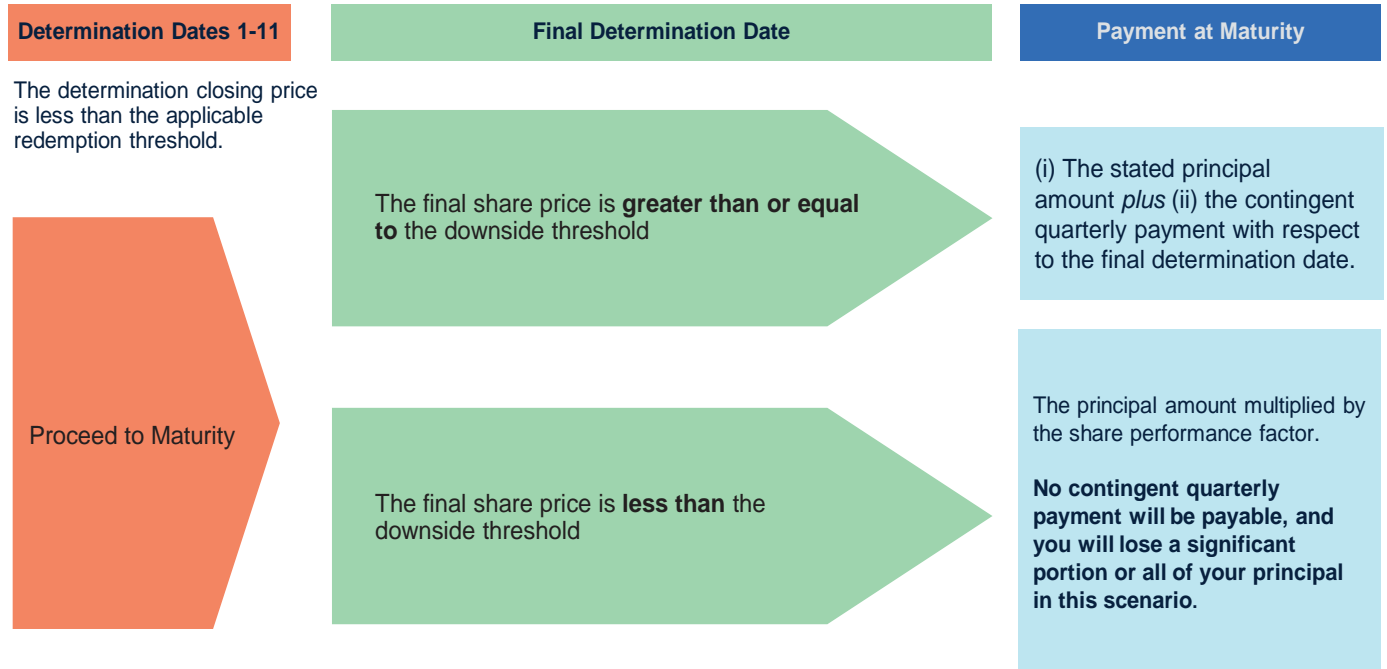 Determination Dates 1-11
Final Determination Date
Payment at Maturity
The determination closing price
is less than the applicable
redemption threshold.
Proceed to Maturity
The final share price is greater than or equal
to the downside threshold
(i) The stated principal
amount plus (ii) the contingent
quarterly payment with respect
to the final determination date.
The final share price is less than the
downside threshold
The principal amount multiplied by
the share performance factor.
No contingent quarterly
payment will be payable, and
you will lose a significant
portion or all of your principal
in this scenario.